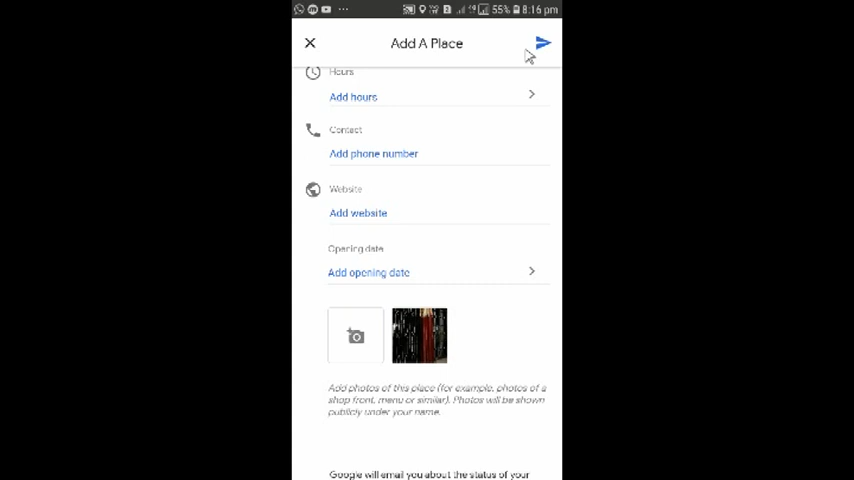 55% 8:16 pm
Add A Place
Hours
Add hours
Contact
Add phone number
Website
Add website
Opening date
Add opening date
Add photos of this place (for example, photos of a
shop front, menu or similar). Photos will be shown
publicly under your name.
Google will email you about the status of your